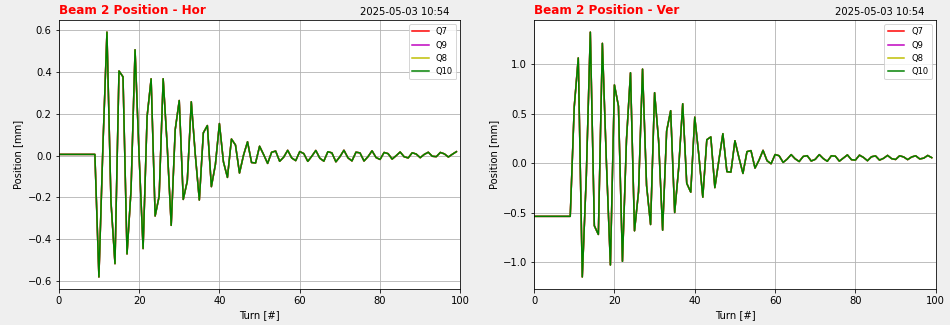 Beam 2 Position - Hor
2025-05-03 10:54
Position [mm]
0.6
0.4
0.2
0.0
−0.2
−0.4
−0.6
0 20 40 60 80 100
Turn [#]
Q7
Q9
Q8
Q10
Beam 2 Position - Ver
2025-05-03 10:54
Position [mm]
1.0
0.5
0.0
−0.5
−1.0
0 20 40 60 80 100
Turn [#]
Q7
Q9
Q8
Q10